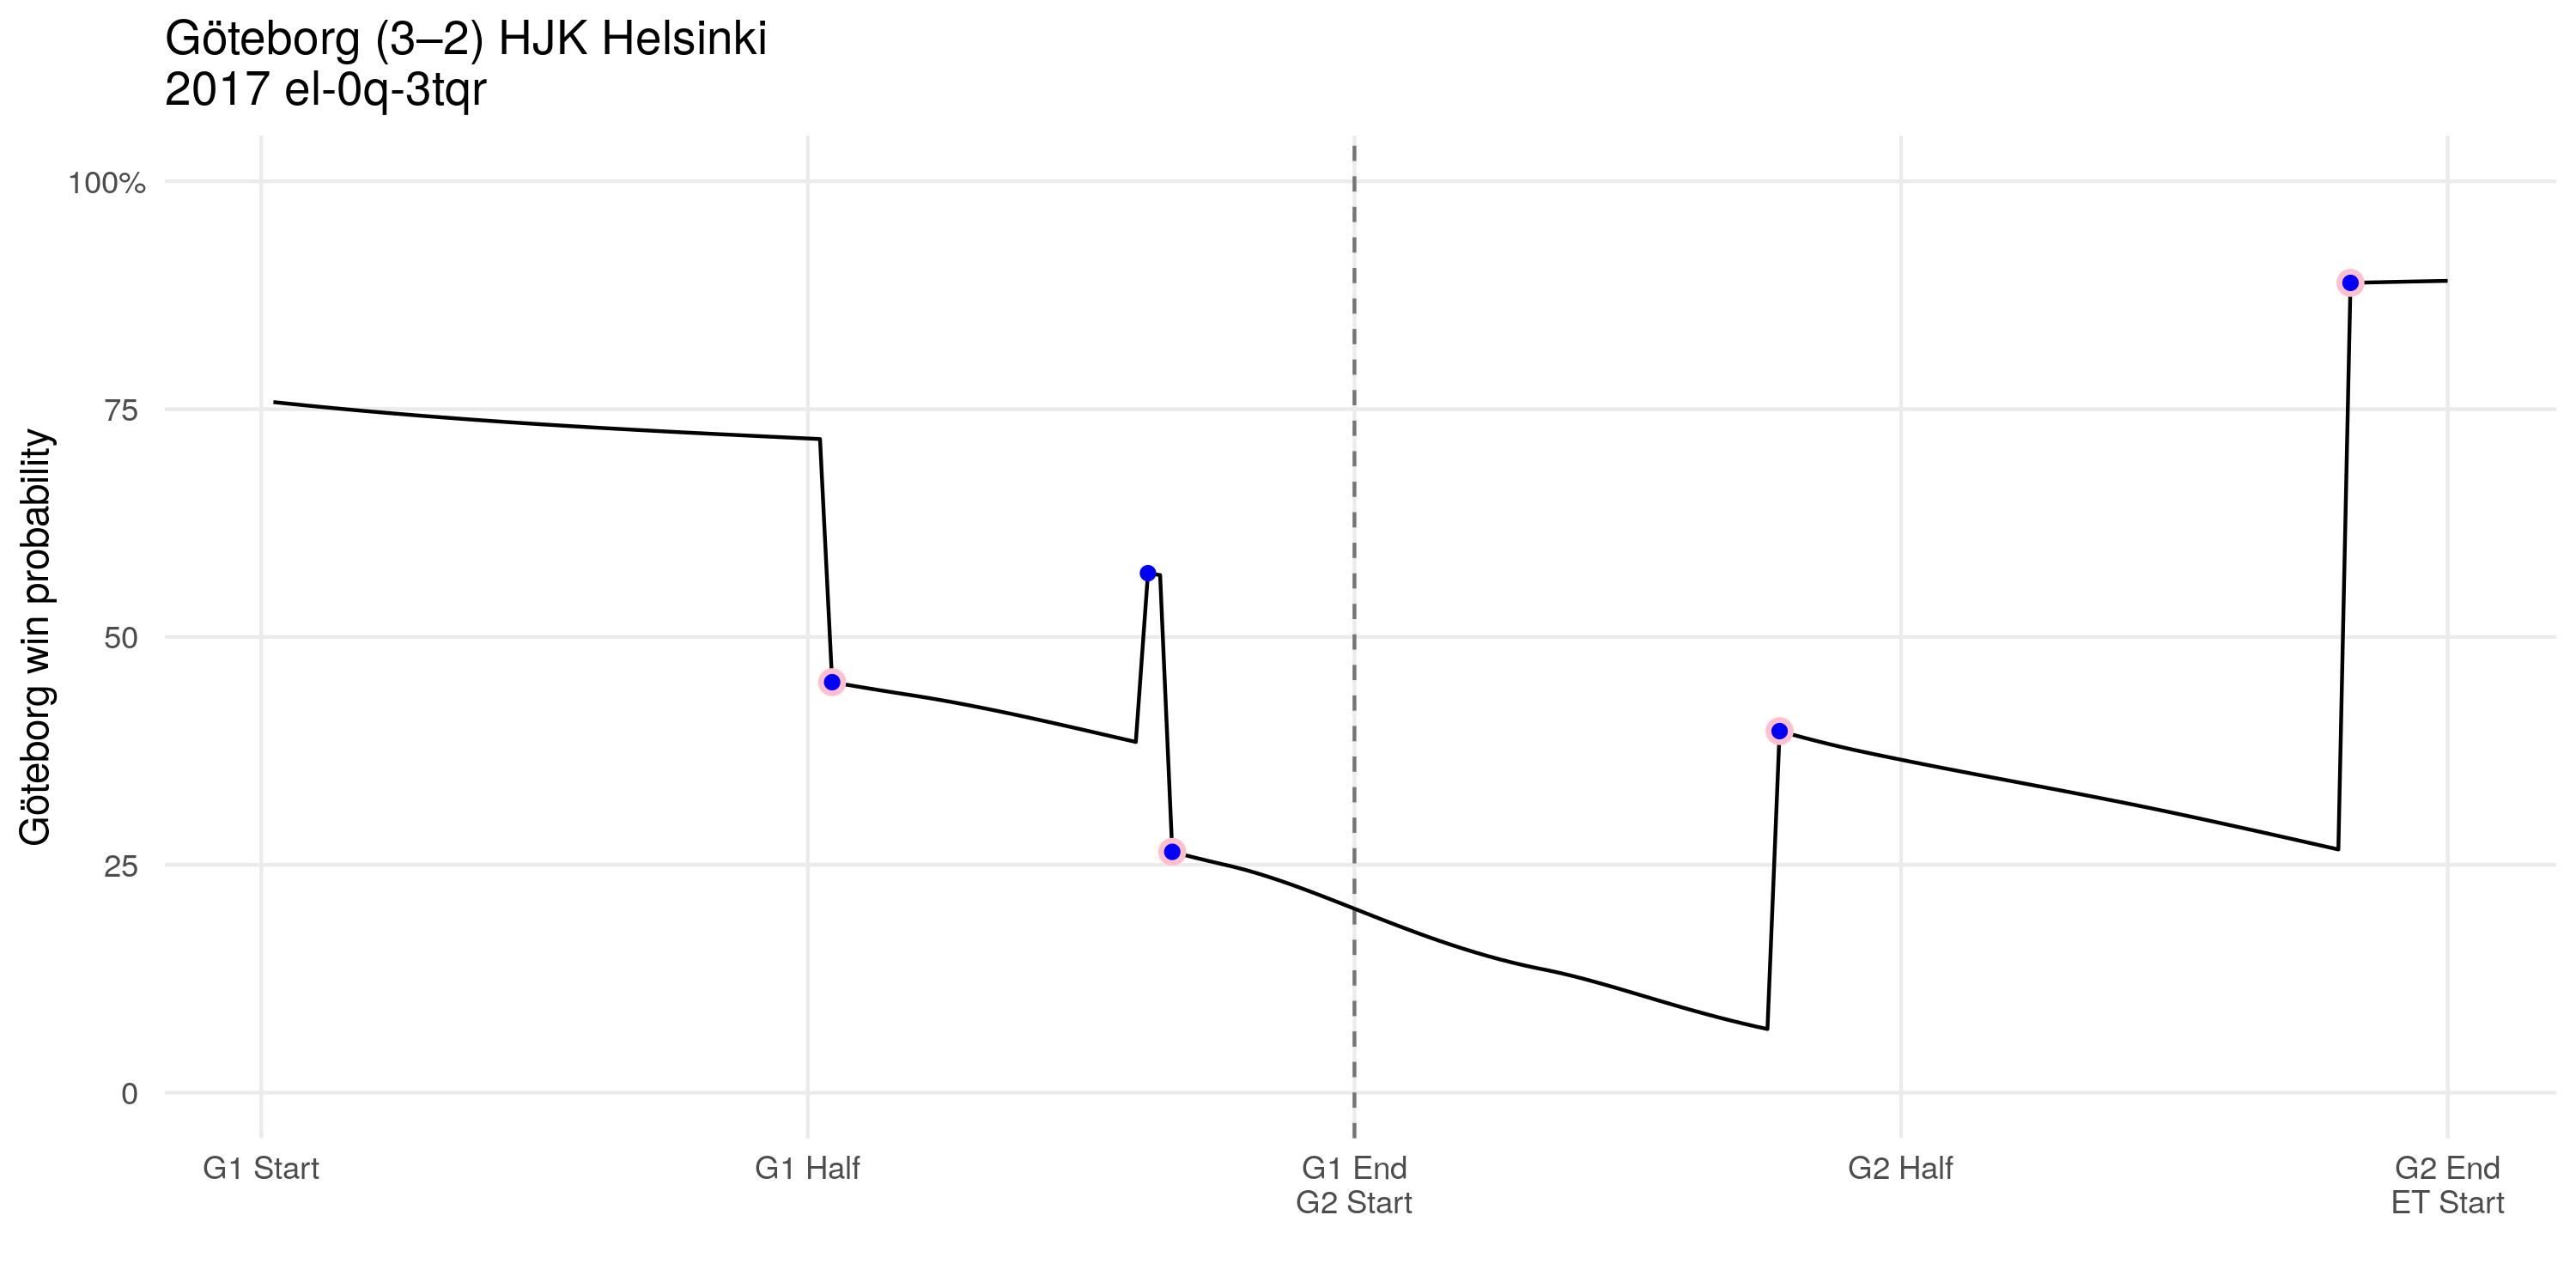 Göteborg (3–2) HJK Helsinki
2017 el-0q-3tqr
Göteborg win probability
100%
75
50
25
0
G1 Start
G1 Half
G1 End
G2 Start
G2 Half
G2 End
ET Start